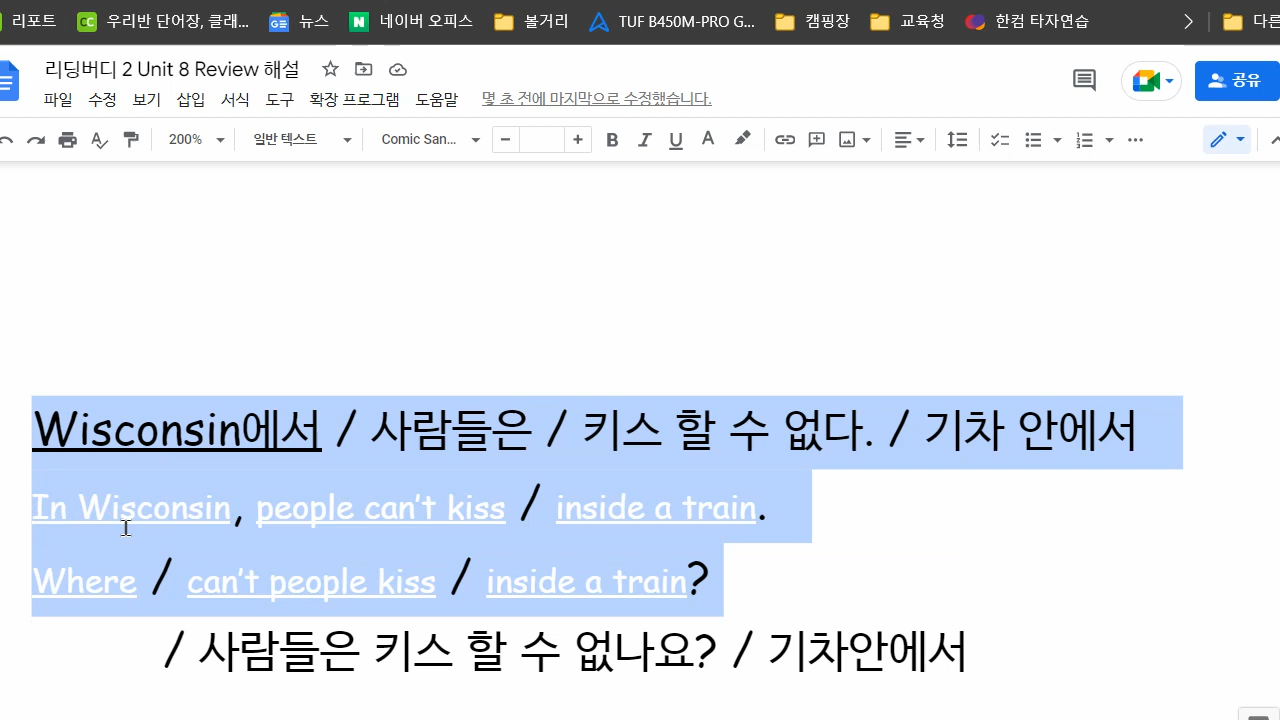 리포트 CC 우리반 단어장, 클래... GE 뉴스 N 네이버 오피스 볼거리 TUF B450M-PRO G... 캠핑장 교육청 한컴 타자연습 다른
리딩버디 2 Unit 8 Review 해설
파일 수정 보기 삽입 서식 도구 확장 프로그램 도움말 몇 초 전에 마지막으로 수정했습니다.
공유
200% 일반 텍스트 Comic San... − + B I U A
Wisconsin에서 / 사람들은 / 키스 할 수 없다. / 기차 안에서
In Wisconsin, people can't kiss / inside a train.
Where / can't people kiss / inside a train?
/ 사람들은 키스 할 수 없나요? / 기차안에서